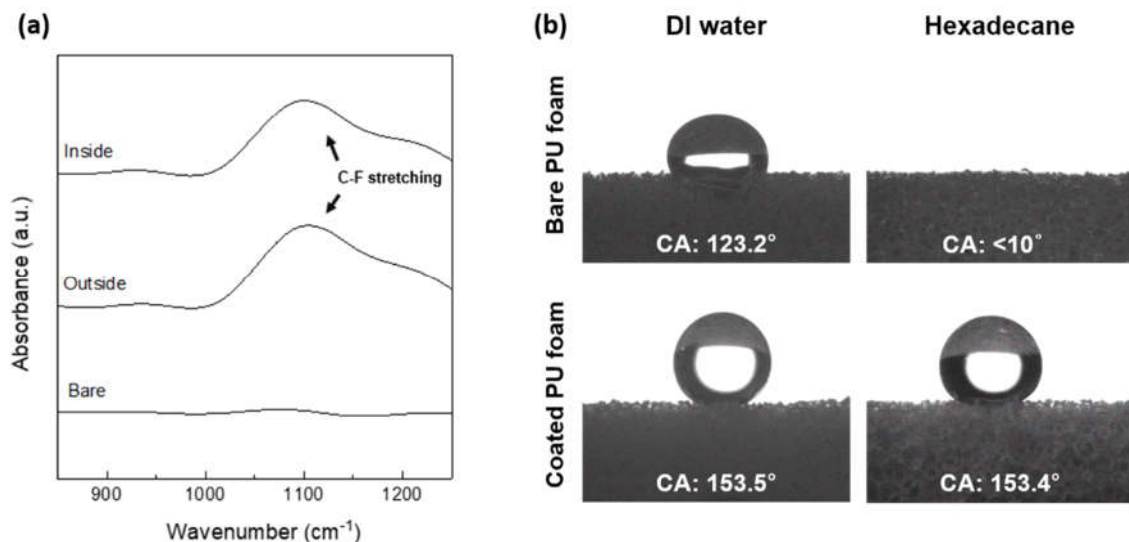 (a)
Absorbance (a.u.)
Inside
C-F stretching
Outside
Bare
900 1000 1100 1200
Wavenumber (cm⁻¹)
(b)
DI water Hexadecane
Bare PU foam
CA: 123.2° CA: <10°
Coated PU foam
CA: 153.5° CA: 153.4°